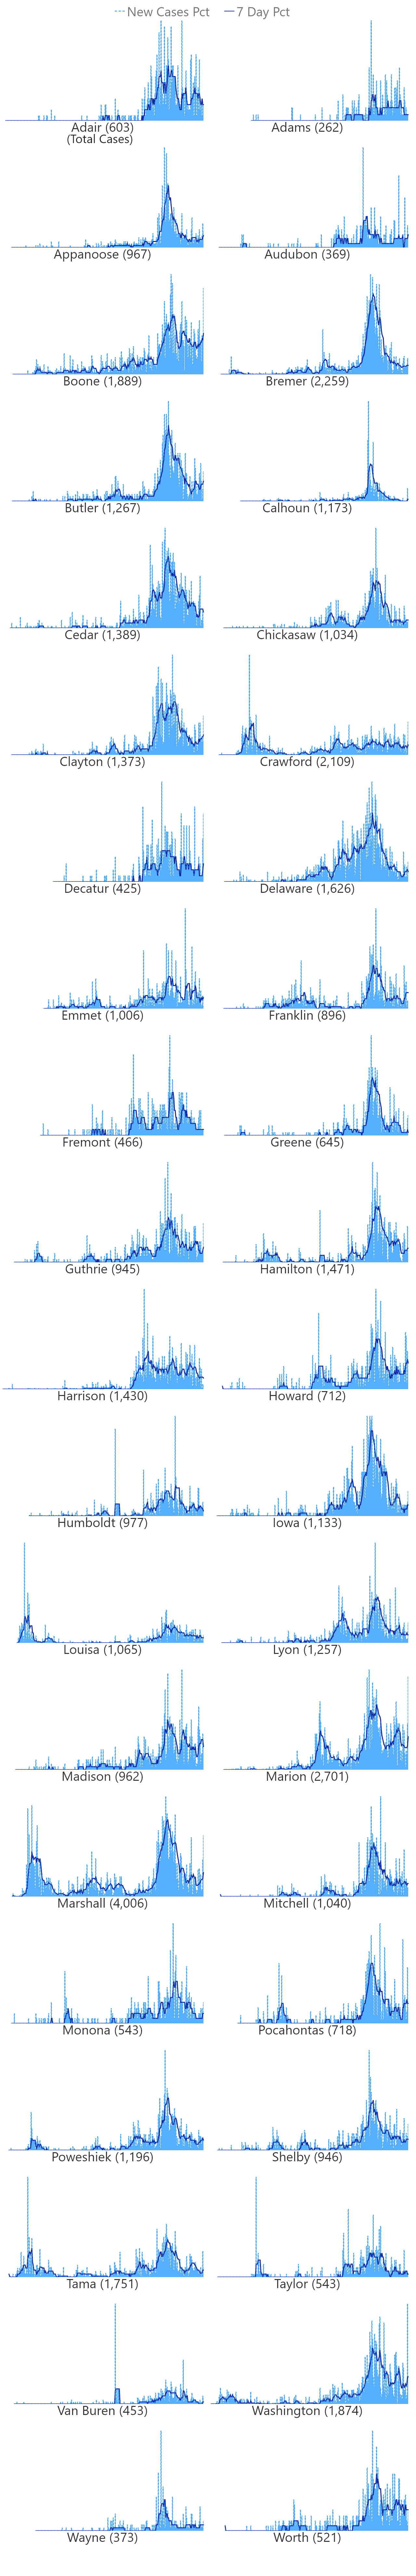 New Cases Pct 7 Day Pct
Adair (603) Adams (262)
(Total Cases)
Appanoose (967) Audubon (369)
Boone (1,889) Bremer (2,259)
Butler (1,267) Calhoun (1,173)
Cedar (1,389) Chickasaw (1,034)
Clayton (1,373) Crawford (2,109)
Decatur (425) Delaware (1,626)
Emmet (1,006) Franklin (896)
Fremont (466) Greene (645)
Guthrie (945) Hamilton (1,471)
Harrison (1,430) Howard (712)
Humboldt (977) Iowa (1,133)
Louisa (1,065) Lyon (1,257)
Madison (962) Marion (2,701)
Marshall (4,006) Mitchell (1,040)
Monona (543) Pocahontas (718)
Poweshiek (1,196) Shelby (946)
Tama (1,751) Taylor (543)
Van Buren (453) Washington (1,874)
Wayne (373) Worth (521)